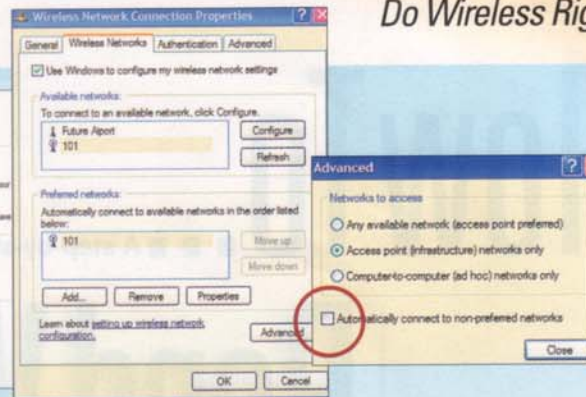 Do Wireless Rig
Wireless Network Connection Properties
General Wireless Networks Authentication Advanced
Use Windows to configure my wireless network settings
Available networks:
To connect to an available network, click Configure.
Future Aiport
101
Configure
Refresh
Preferred networks:
Automatically connect to available networks in the order listed
below:
101
Move up
Move down
Add... Remove Properties
Learn about setting up wireless network
configuration.
Advanced
OK Cancel
Advanced
Networks to access
Any available network (access point preferred)
Access point (infrastructure) networks only
Computer-to-computer (ad hoc) networks only
Automatically connect to non-preferred networks
Close